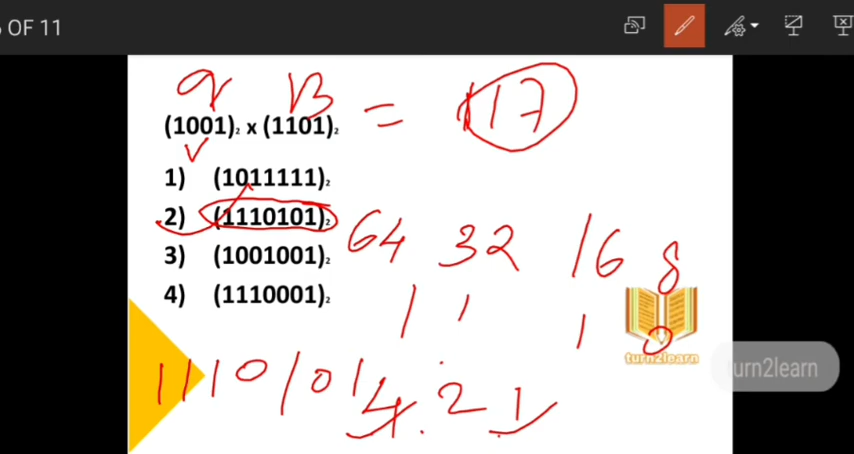 OF 11
9 13 = 117
(1001)₂ x (1101)₂
1) (1011111)₂
2) (1110101)₂
3) (1001001)₂
4) (1110001)₂
64 32 16 8
1 1 1 0
turn2learn
turn2learn
1110101
4 2 1